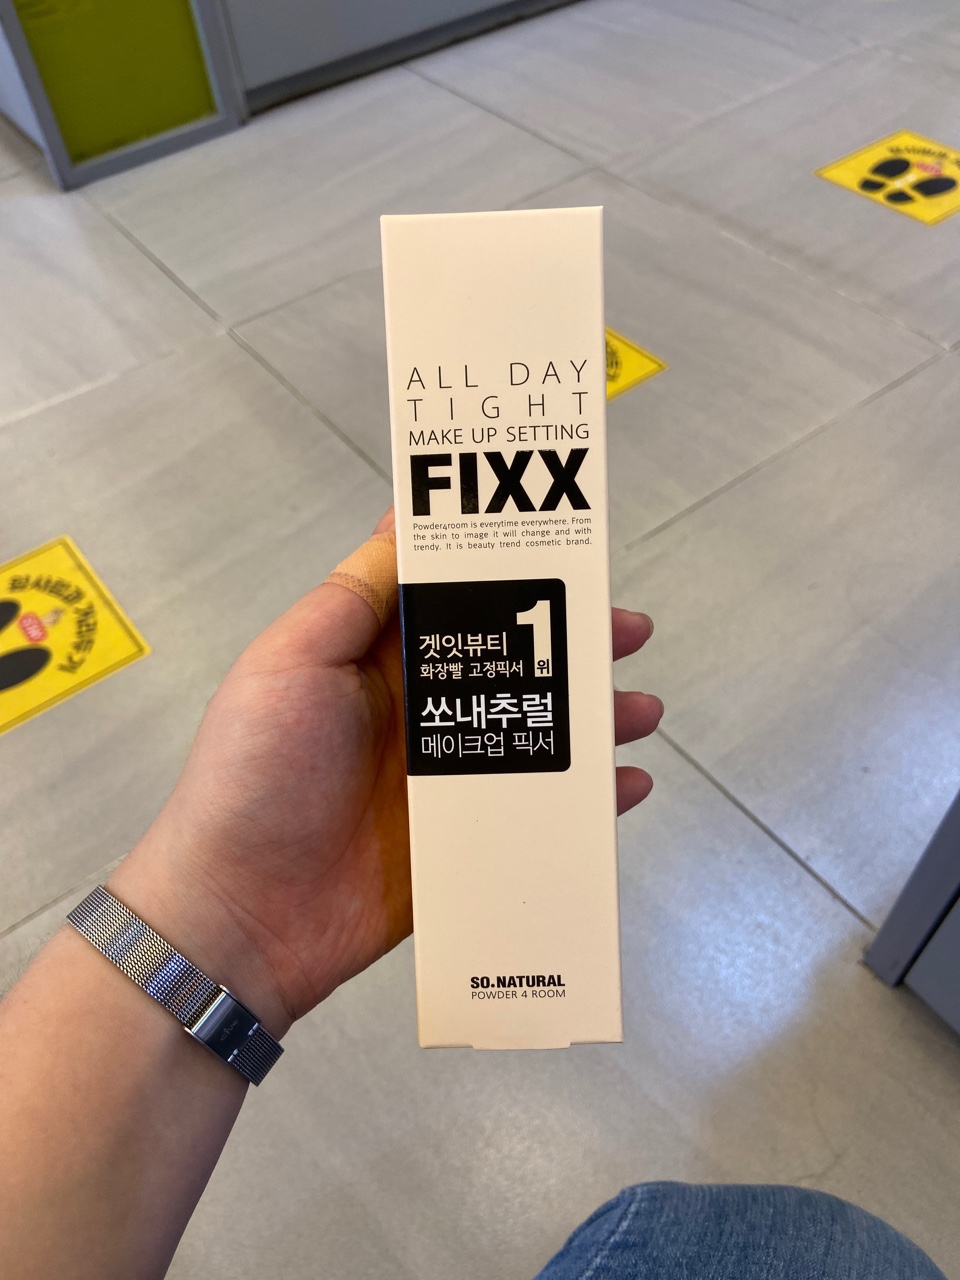 ALL DAY
TIGHT
MAKE UP SETTING
FIXX
Powder4room is everytime everywhere. From
the skin to image it will change and with
trendy. It is beauty trend cosmetic brand.
겟잇뷰티
화장빨 고정픽서
1위
쏘내추럴
메이크업 픽서
SO.NATURAL
POWDER 4 ROOM